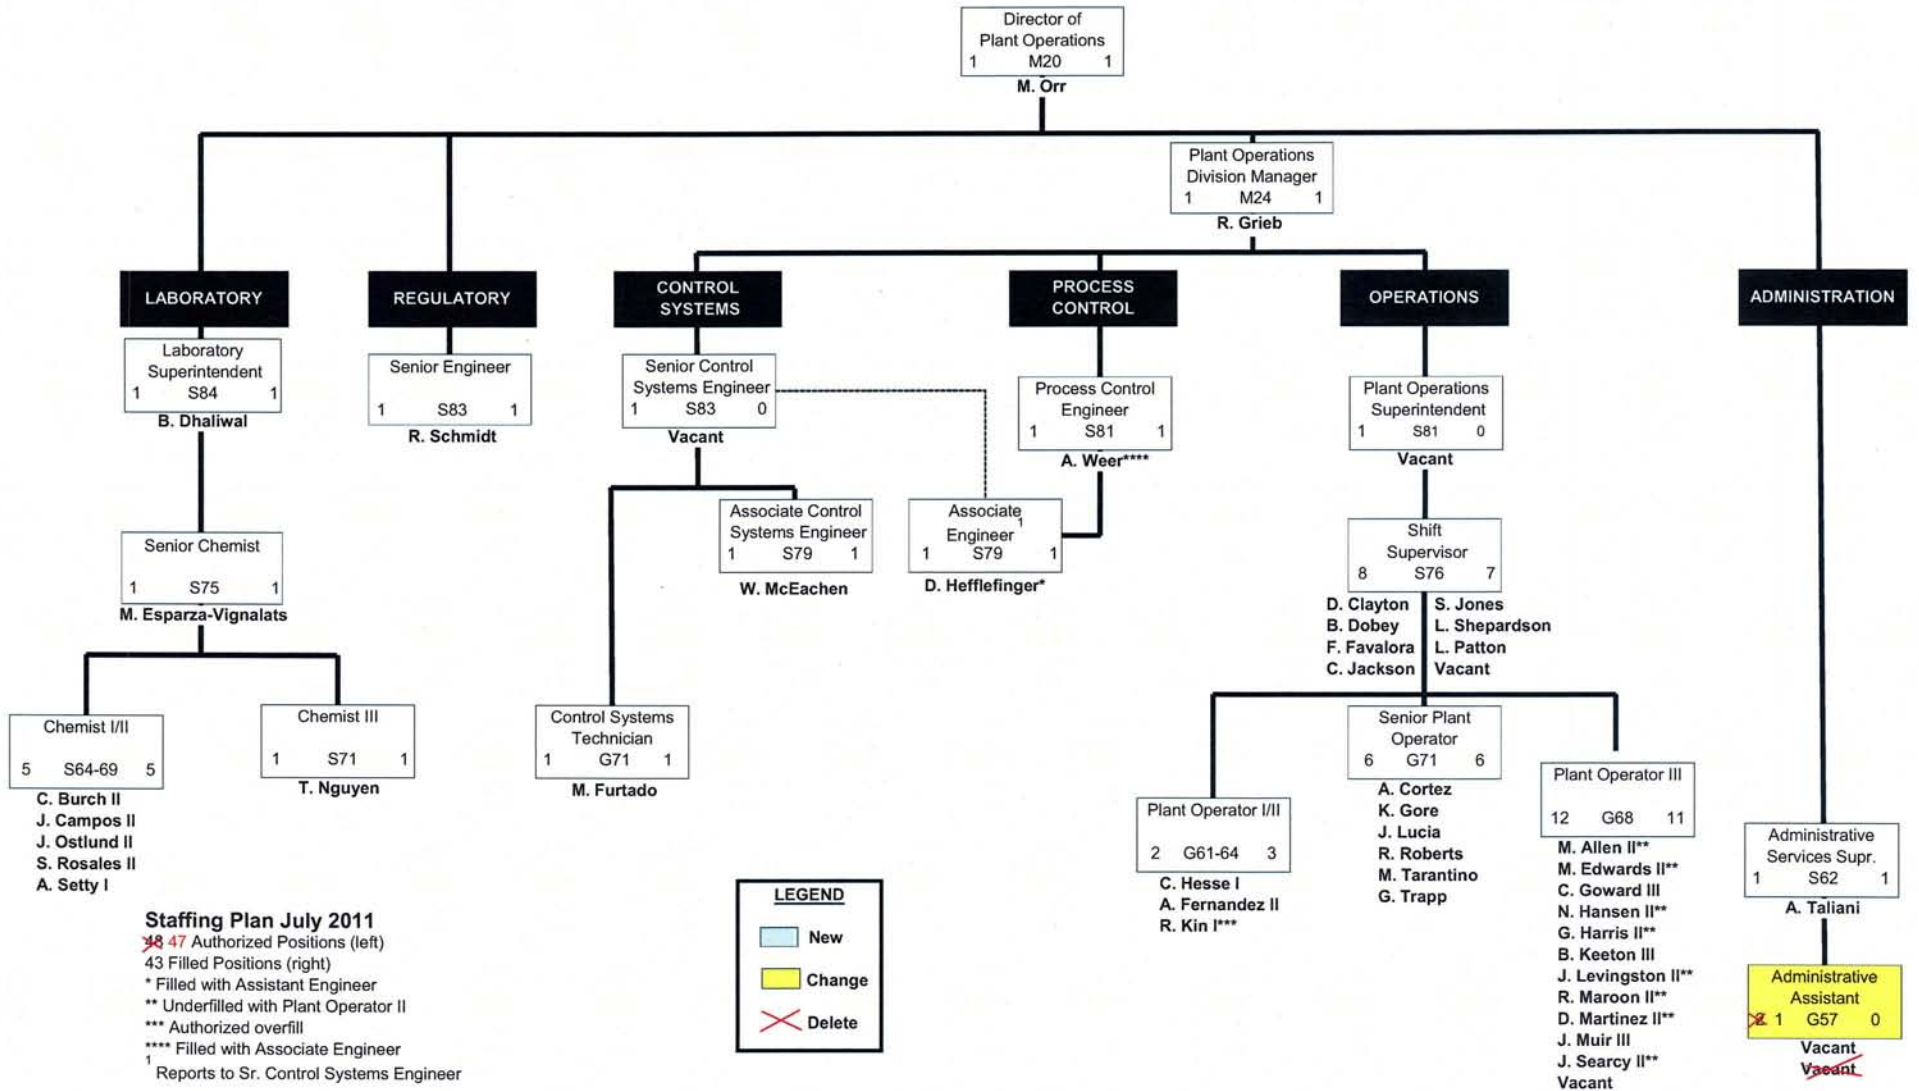 Director of
Plant Operations
1 M20 1
M. Orr
Plant Operations
Division Manager
1 M24 1
R. Grieb
LABORATORY
REGULATORY
CONTROL
SYSTEMS
PROCESS
CONTROL
OPERATIONS
ADMINISTRATION
Laboratory
Superintendent
1 S84 1
B. Dhaliwal
Senior Engineer
1 S83 1
R. Schmidt
Senior Control
Systems Engineer
1 S83 0
Vacant
Process Control
Engineer
1 S81 1
A. Weer****
Plant Operations
Superintendent
1 S81 0
Vacant
Senior Chemist
1 S75 1
M. Esparza-Vignalats
Associate Control
Systems Engineer
1 S79 1
W. McEachen
Associate
Engineer 1
1 S79 1
D. Hefflefinger*
Shift
Supervisor
8 S76 7
D. Clayton S. Jones
B. Dobey L. Shepardson
F. Favalora L. Patton
C. Jackson Vacant
Chemist I/II
5 S64-69 5
C. Burch II
J. Campos II
J. Ostlund II
S. Rosales II
A. Setty I
Chemist III
1 S71 1
T. Nguyen
Control Systems
Technician
1 G71 1
M. Furtado
Plant Operator I/II
2 G61-64 3
C. Hesse I
A. Fernandez II
R. Kin I***
Senior Plant
Operator
6 G71 6
A. Cortez
K. Gore
J. Lucia
R. Roberts
M. Tarantino
G. Trapp
Plant Operator III
12 G68 11
M. Allen II**
M. Edwards II**
C. Goward III
N. Hansen II**
G. Harris II**
B. Keeton III
J. Levingston II**
R. Maroon II**
D. Martinez II**
J. Muir III
J. Searcy II**
Vacant
Administrative
Services Supr.
1 S62 1
A. Taliani
Administrative
Assistant
2 1 G57 0
Vacant
Vacant
Staffing Plan July 2011
48 47 Authorized Positions (left)
43 Filled Positions (right)
* Filled with Assistant Engineer
** Underfilled with Plant Operator II
*** Authorized overfill
**** Filled with Associate Engineer
1 Reports to Sr. Control Systems Engineer
LEGEND
New
Change
Delete